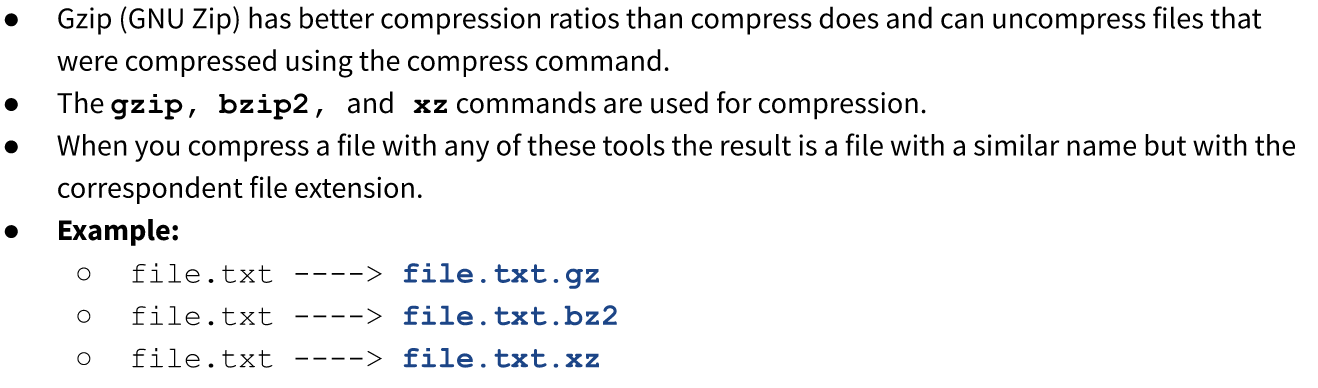 ● Gzip (GNU Zip) has better compression ratios than compress does and can uncompress files that
were compressed using the compress command.
● The gzip, bzip2, and xz commands are used for compression.
● When you compress a file with any of these tools the result is a file with a similar name but with the
correspondent file extension.
● Example:
○ file.txt ----> file.txt.gz
○ file.txt ----> file.txt.bz2
○ file.txt ----> file.txt.xz